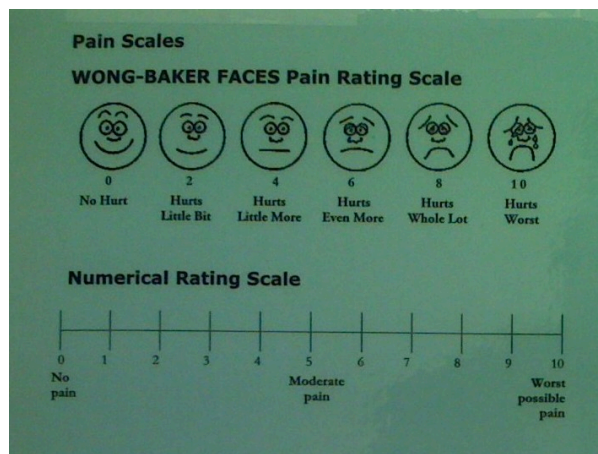 Pain Scales
WONG-BAKER FACES Pain Rating Scale
0 2 4 6 8 10
No Hurt Hurts Hurts Hurts Hurts Hurts
Little Bit Little More Even More Whole Lot Worst
Numerical Rating Scale
0 1 2 3 4 5 6 7 8 9 10
No Moderate Worst
pain pain possible
pain